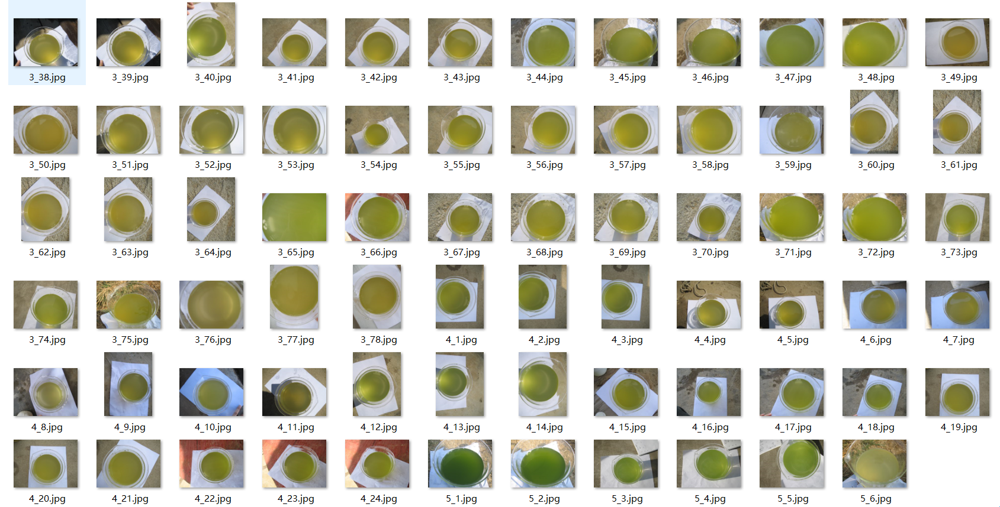 3_38.jpg 3_39.jpg 3_40.jpg 3_41.jpg 3_42.jpg 3_43.jpg 3_44.jpg 3_45.jpg 3_46.jpg 3_47.jpg 3_48.jpg 3_49.jpg
3_50.jpg 3_51.jpg 3_52.jpg 3_53.jpg 3_54.jpg 3_55.jpg 3_56.jpg 3_57.jpg 3_58.jpg 3_59.jpg 3_60.jpg 3_61.jpg
3_62.jpg 3_63.jpg 3_64.jpg 3_65.jpg 3_66.jpg 3_67.jpg 3_68.jpg 3_69.jpg 3_70.jpg 3_71.jpg 3_72.jpg 3_73.jpg
3_74.jpg 3_75.jpg 3_76.jpg 3_77.jpg 3_78.jpg 4_1.jpg 4_2.jpg 4_3.jpg 4_4.jpg 4_5.jpg 4_6.jpg 4_7.jpg
4_8.jpg 4_9.jpg 4_10.jpg 4_11.jpg 4_12.jpg 4_13.jpg 4_14.jpg 4_15.jpg 4_16.jpg 4_17.jpg 4_18.jpg 4_19.jpg
4_20.jpg 4_21.jpg 4_22.jpg 4_23.jpg 4_24.jpg 5_1.jpg 5_2.jpg 5_3.jpg 5_4.jpg 5_5.jpg 5_6.jpg